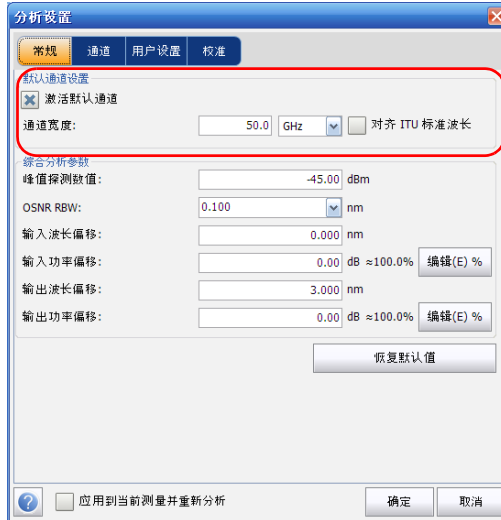 分析设置
常规 通道 用户设置 校准
默认通道设置
激活默认通道
通道宽度: 50.0 GHz 对齐 ITU 标准波长
综合分析参数
峰值探测数值: -45.00 dBm
OSNR RBW: 0.100 nm
输入波长偏移: 0.000 nm
输入功率偏移: 0.00 dB ≈100.0% 编辑(E) %
输出波长偏移: 3.000 nm
输出功率偏移: 0.00 dB ≈100.0% 编辑(E) %
恢复默认值
? 应用到当前测量并重新分析 确定 取消